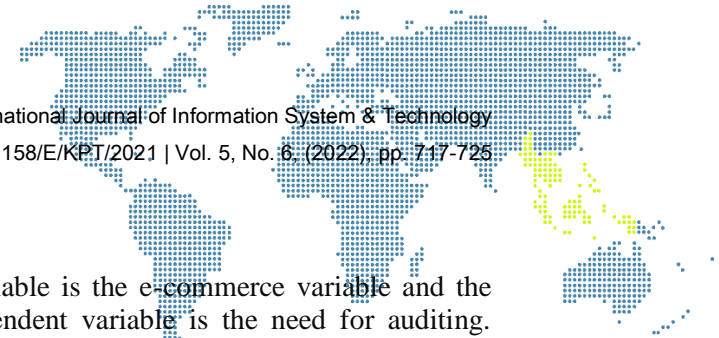 national Journal of Information System & Technology
158/E/KPT/2021 | Vol. 5, No. 6, (2022), pp. 717-725
able is the e-commerce variable and the
endent variable is the need for auditing.